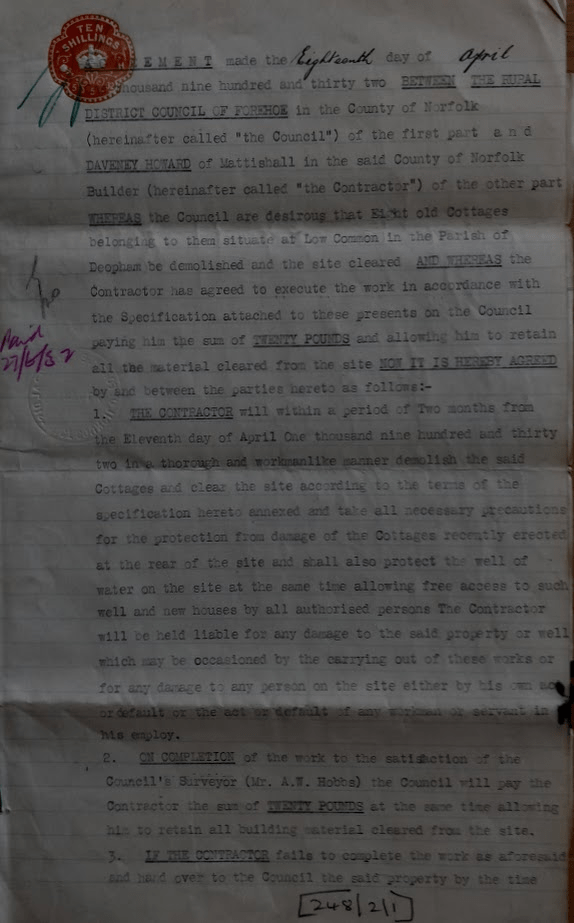 TEN
SHILLINGS
EMENT made the Eighteenth day of April
thousand nine hundred and thirty two BETWEEN THE RURAL
DISTRICT COUNCIL OF FOREHOE in the County of Norfolk
(hereinafter called "the Council") of the first part a n d
DAVENEY HOWARD of Mattishall in the said County of Norfolk
Builder (hereinafter called "the Contractor") of the other part
WHEREAS the Council are desirous that Eight old Cottages
belonging to them situate at Low Common in the Parish of
Deopham be demolished and the site cleared AND WHEREAS the
Contractor has agreed to execute the work in accordance with
the Specification attached to these presents on the Council
Paid
paying him the sum of TWENTY POUNDS and allowing him to retain
27/5/32
all the material cleared from the site NOW IT IS HEREBY AGREED
by and between the parties hereto as follows:-
1. THE CONTRACTOR will within a period of Two months from
the Eleventh day of April One thousand nine hundred and thirty
two in a thorough and workmanlike manner demolish the said
Cottages and clear the site according to the terms of the
specification hereto annexed and take all necessary precautions
for the protection from damage of the Cottages recently erected
at the rear of the site and shall also protect the well of
water on the site at the same time allowing free access to such
well and new houses by all authorised persons The Contractor
will be held liable for any damage to the said property or well
which may be occasioned by the carrying out of these works or
for any damage to any person on the site either by his own ac
or default or the act or default of any workman or servant in
his employ.
2. ON COMPLETION of the work to the satisfaction of the
Council's Surveyor (Mr. A.W. Hobbs) the Council will pay the
Contractor the sum of TWENTY POUNDS at the same time allowing
him to retain all building material cleared from the site.
3. IF THE CONTRACTOR fails to complete the work as aforesaid
and hand over to the Council the said property by the time
248/2/1